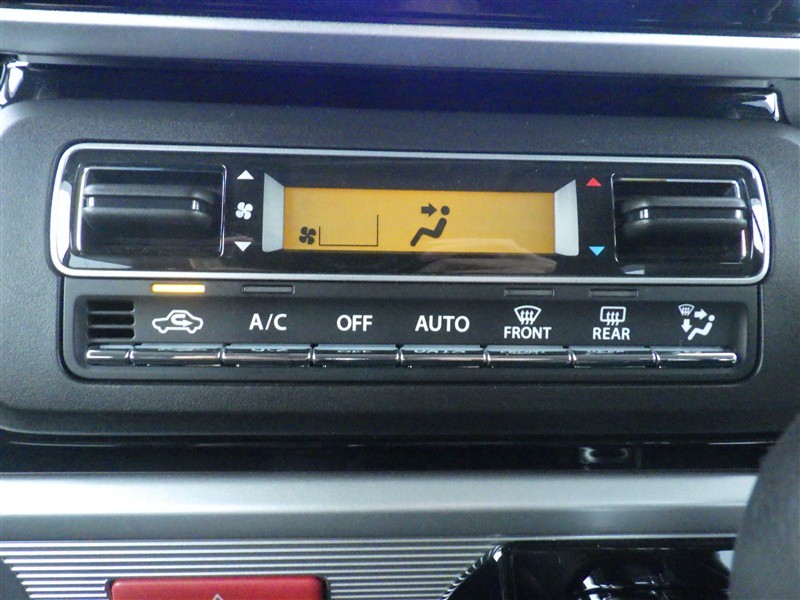 A/C OFF AUTO FRONT REAR